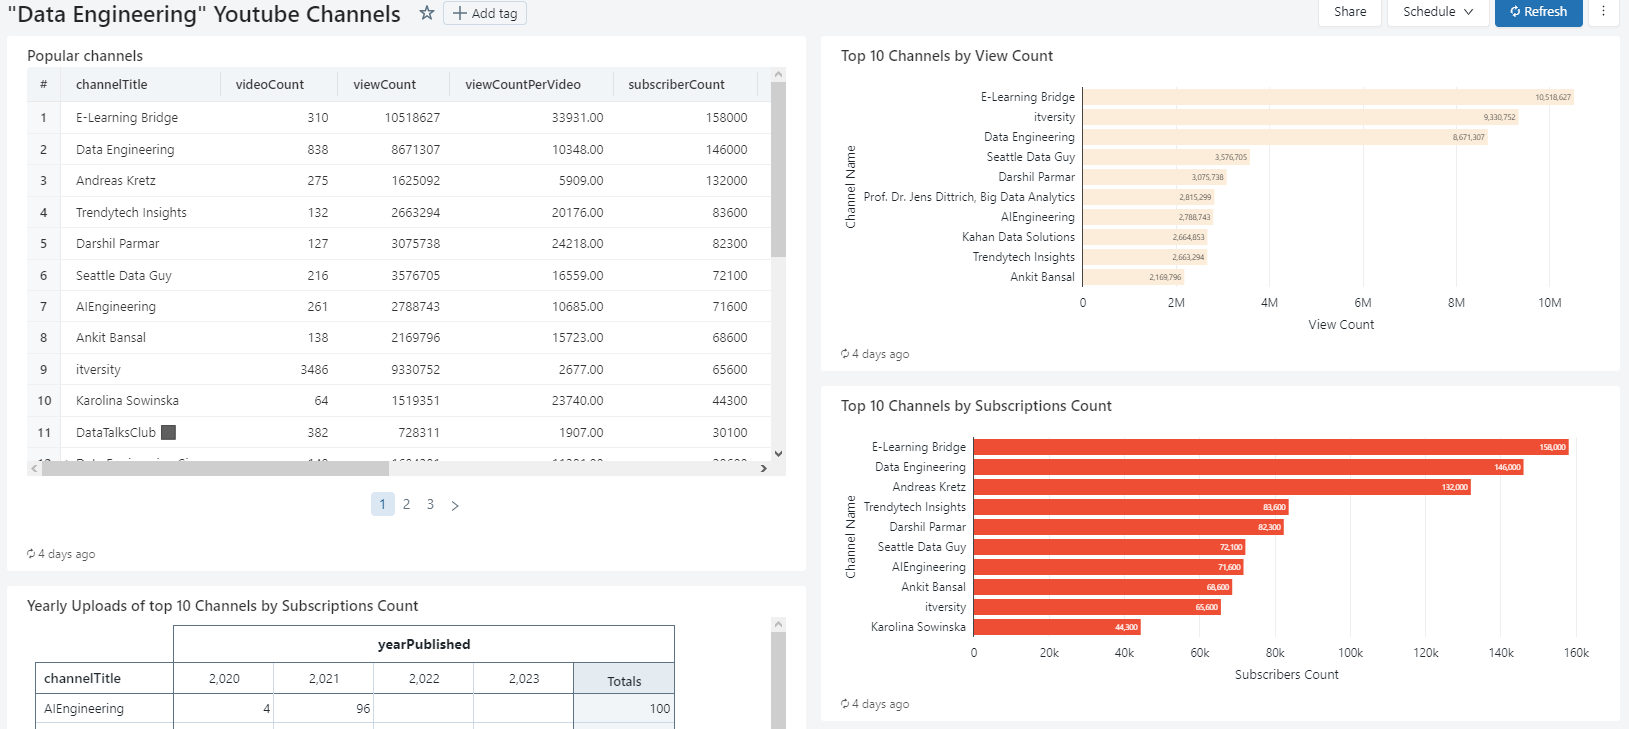 "Data Engineering" Youtube Channels
Add tag
Share
Schedule
Refresh
Popular channels
# channelTitle videoCount viewCount viewCountPerVideo subscriberCount
1 E-Learning Bridge 310 10518627 33931.00 158000
2 Data Engineering 838 8671307 10348.00 146000
3 Andreas Kretz 275 1625092 5909.00 132000
4 Trendytech Insights 132 2663294 20176.00 83600
5 Darshil Parmar 127 3075738 24218.00 82300
6 Seattle Data Guy 216 3576705 16559.00 72100
7 AIEngineering 261 2788743 10685.00 71600
8 Ankit Bansal 138 2169796 15723.00 68600
9 itversity 3486 9330752 2677.00 65600
10 Karolina Sowinska 64 1519351 23740.00 44300
11 DataTalksClub 382 728311 1907.00 30100
1 2 3
4 days ago
Yearly Uploads of top 10 Channels by Subscriptions Count
yearPublished
channelTitle 2,020 2,021 2,022 2,023 Totals
AIEngineering 4 96 100
Top 10 Channels by View Count
Channel Name
E-Learning Bridge 10,518,627
itversity 9,330,752
Data Engineering 8,671,307
Seattle Data Guy 3,576,705
Darshil Parmar 3,075,738
Prof. Dr. Jens Dittrich, Big Data Analytics 2,815,299
AIEngineering 2,788,743
Kahan Data Solutions 2,664,853
Trendytech Insights 2,663,294
Ankit Bansal 2,169,796
0 2M 4M 6M 8M 10M
View Count
4 days ago
Top 10 Channels by Subscriptions Count
Channel Name
E-Learning Bridge 158,000
Data Engineering 146,000
Andreas Kretz 132,000
Trendytech Insights 83,600
Darshil Parmar 82,300
Seattle Data Guy 72,100
AIEngineering 71,600
Ankit Bansal 68,600
itversity 65,600
Karolina Sowinska 44,300
0 20k 40k 60k 80k 100k 120k 140k 160k
Subscribers Count
4 days ago